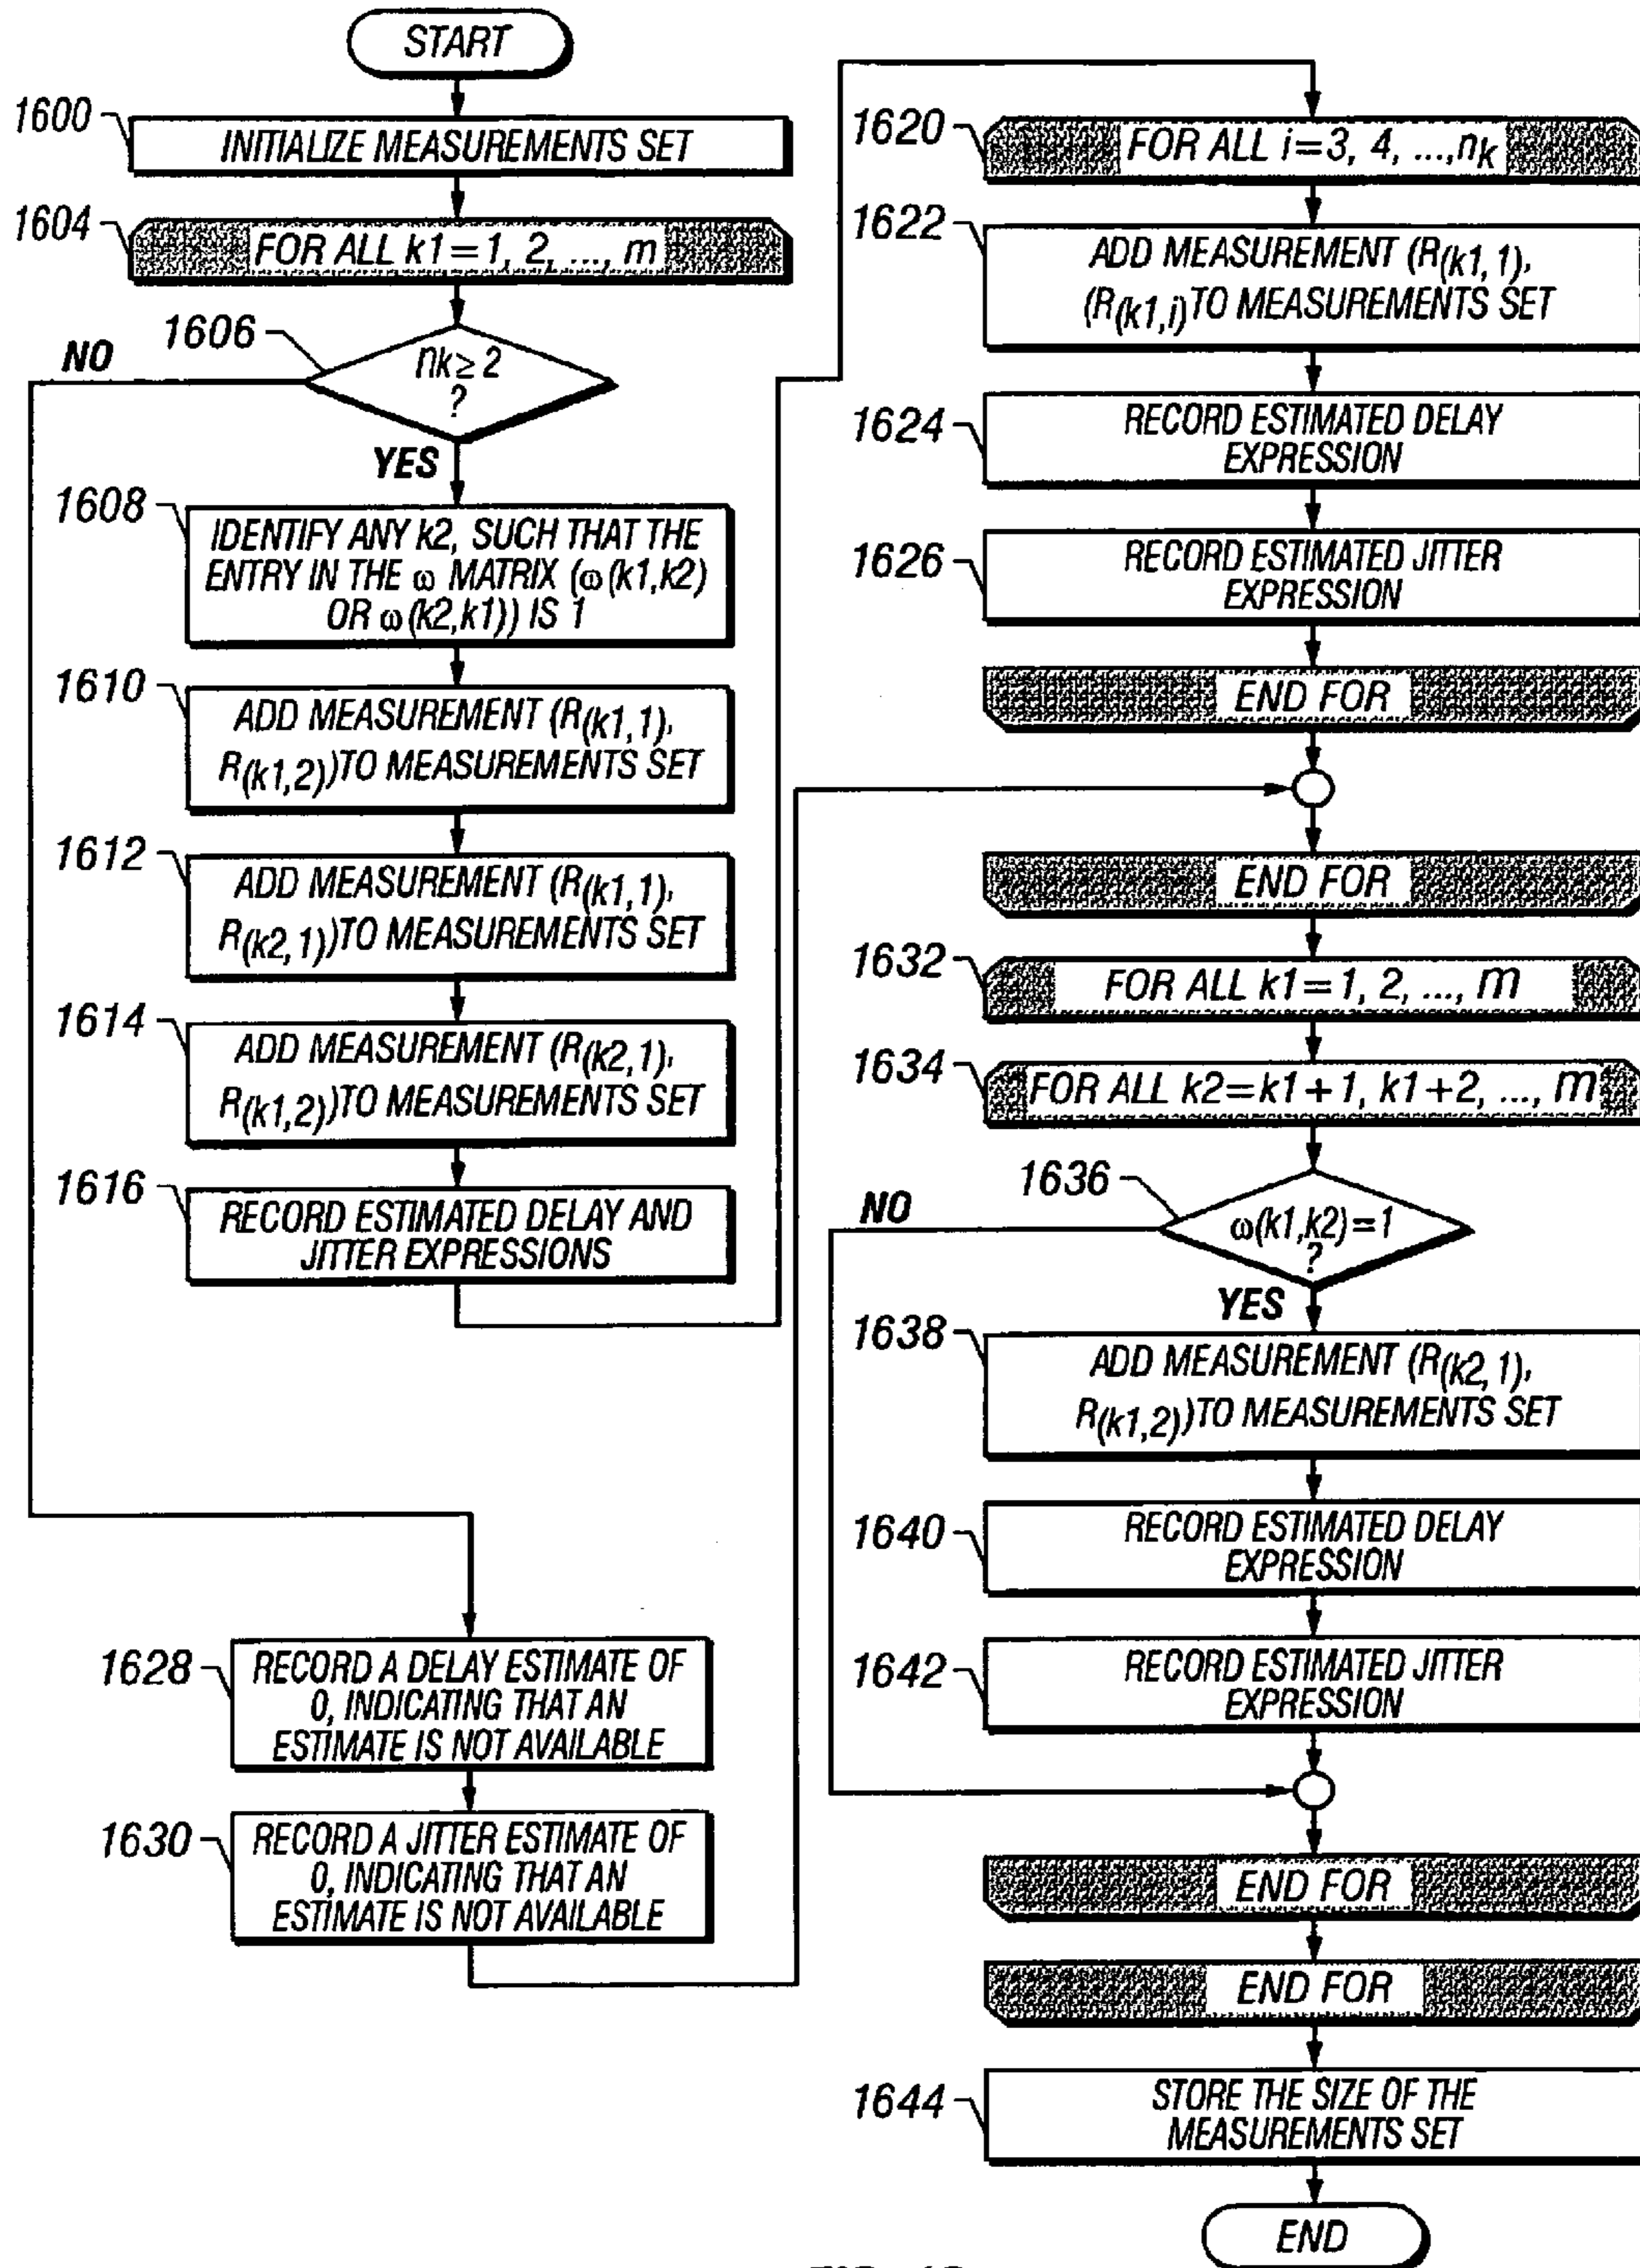 START
1600
INITIALIZE MEASUREMENTS SET
1604
FOR ALL k1=1, 2, ..., m
1606
NO
nk≥2
?
YES
1608
IDENTIFY ANY k2, SUCH THAT THE
ENTRY IN THE ω MATRIX (ω(k1,k2)
OR ω(k2,k1)) IS 1
1610
ADD MEASUREMENT (R(k1,1),
R(k1,2)) TO MEASUREMENTS SET
1612
ADD MEASUREMENT (R(k1,1),
R(k2,1)) TO MEASUREMENTS SET
1614
ADD MEASUREMENT (R(k2,1),
R(k1,2)) TO MEASUREMENTS SET
1616
RECORD ESTIMATED DELAY AND
JITTER EXPRESSIONS
1628
RECORD A DELAY ESTIMATE OF
0, INDICATING THAT AN
ESTIMATE IS NOT AVAILABLE
1630
RECORD A JITTER ESTIMATE OF
0, INDICATING THAT AN
ESTIMATE IS NOT AVAILABLE
1620
FOR ALL i=3, 4, ...,nk
1622
ADD MEASUREMENT (R(k1,1),
(R(k1,i) TO MEASUREMENTS SET
1624
RECORD ESTIMATED DELAY
EXPRESSION
1626
RECORD ESTIMATED JITTER
EXPRESSION
END FOR
END FOR
1632
FOR ALL k1=1, 2, ..., m
1634
FOR ALL k2=k1+1, k1+2, ..., m
1636
NO
ω(k1,k2)=1
?
YES
1638
ADD MEASUREMENT (R(k2,1),
R(k1,2)) TO MEASUREMENTS SET
1640
RECORD ESTIMATED DELAY
EXPRESSION
1642
RECORD ESTIMATED JITTER
EXPRESSION
END FOR
END FOR
1644
STORE THE SIZE OF THE
MEASUREMENTS SET
END